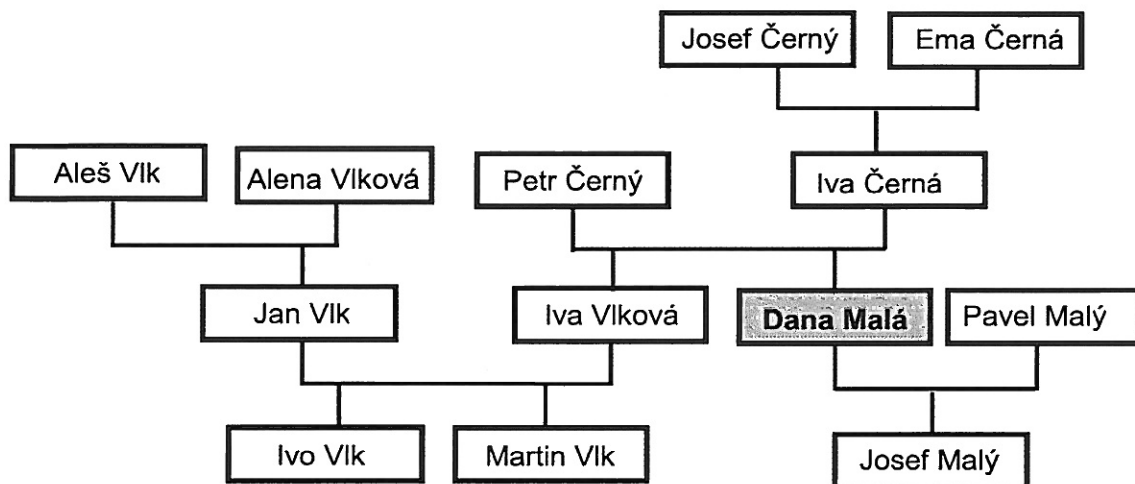 Josef Černý
Ema Černá
Aleš Vlk
Alena Vlková
Petr Černý
Iva Černá
Jan Vlk
Iva Vlková
Dana Malá
Pavel Malý
Ivo Vlk
Martin Vlk
Josef Malý